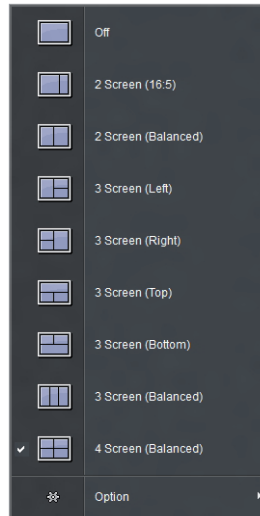 Off
2 Screen (16:5)
2 Screen (Balanced)
3 Screen (Left)
3 Screen (Right)
3 Screen (Top)
3 Screen (Bottom)
3 Screen (Balanced)
4 Screen (Balanced)
Option